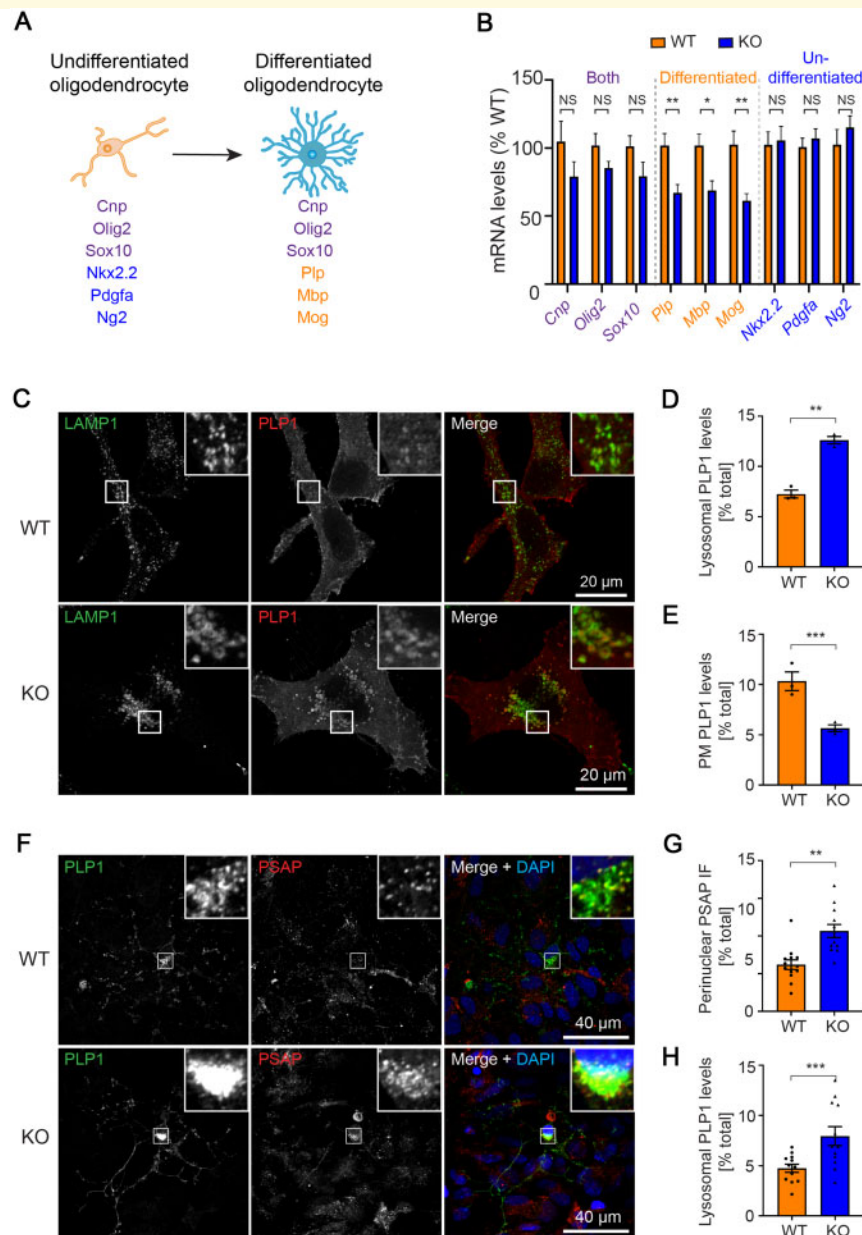 A
Undifferentiated
oligodendrocyte
Differentiated
oligodendrocyte
Cnp
Olig2
Sox10
Nkx2.2
Pdgfa
Ng2
Cnp
Olig2
Sox10
Plp
Mbp
Mog
B
WT
KO
Both
Differentiated
Un-
differentiated
mRNA levels (% WT)
150
100
50
0
NS
NS
NS
**
*
**
NS
NS
NS
Cnp
Olig2
Sox10
Plp
Mbp
Mog
Nkx2.2
Pdgfa
Ng2
C
WT
LAMP1
PLP1
Merge
20 µm
KO
LAMP1
PLP1
Merge
20 µm
D
Lysosomal PLP1 levels
[% total]
15
10
5
0
**
WT
KO
E
PM PLP1 levels
[% total]
15
10
5
0
***
WT
KO
F
WT
PLP1
PSAP
Merge + DAPI
40 µm
KO
PLP1
PSAP
Merge + DAPI
40 µm
G
Perinuclear PSAP IF
[% total]
15
10
5
0
**
WT
KO
H
Lysosomal PLP1 levels
[% total]
15
10
5
0
***
WT
KO